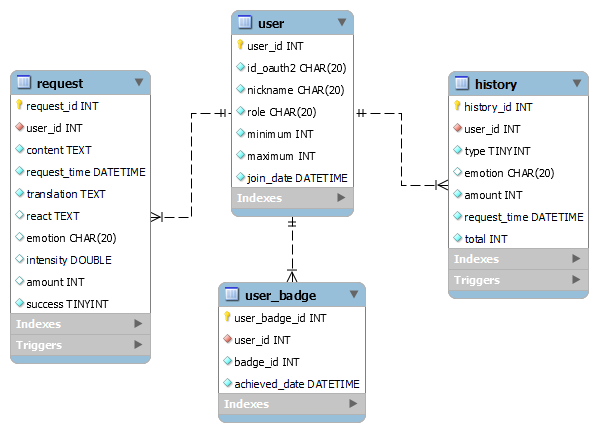 user
user_id INT
id_oauth2 CHAR(20)
nickname CHAR(20)
role CHAR(20)
minimum INT
maximum INT
join_date DATETIME
Indexes
request
request_id INT
user_id INT
content TEXT
request_time DATETIME
translation TEXT
react TEXT
emotion CHAR(20)
intensity DOUBLE
amount INT
success TINYINT
Indexes
Triggers
history
history_id INT
user_id INT
type TINYINT
emotion CHAR(20)
amount INT
request_time DATETIME
total INT
Indexes
Triggers
user_badge
user_badge_id INT
user_id INT
badge_id INT
achieved_date DATETIME
Indexes